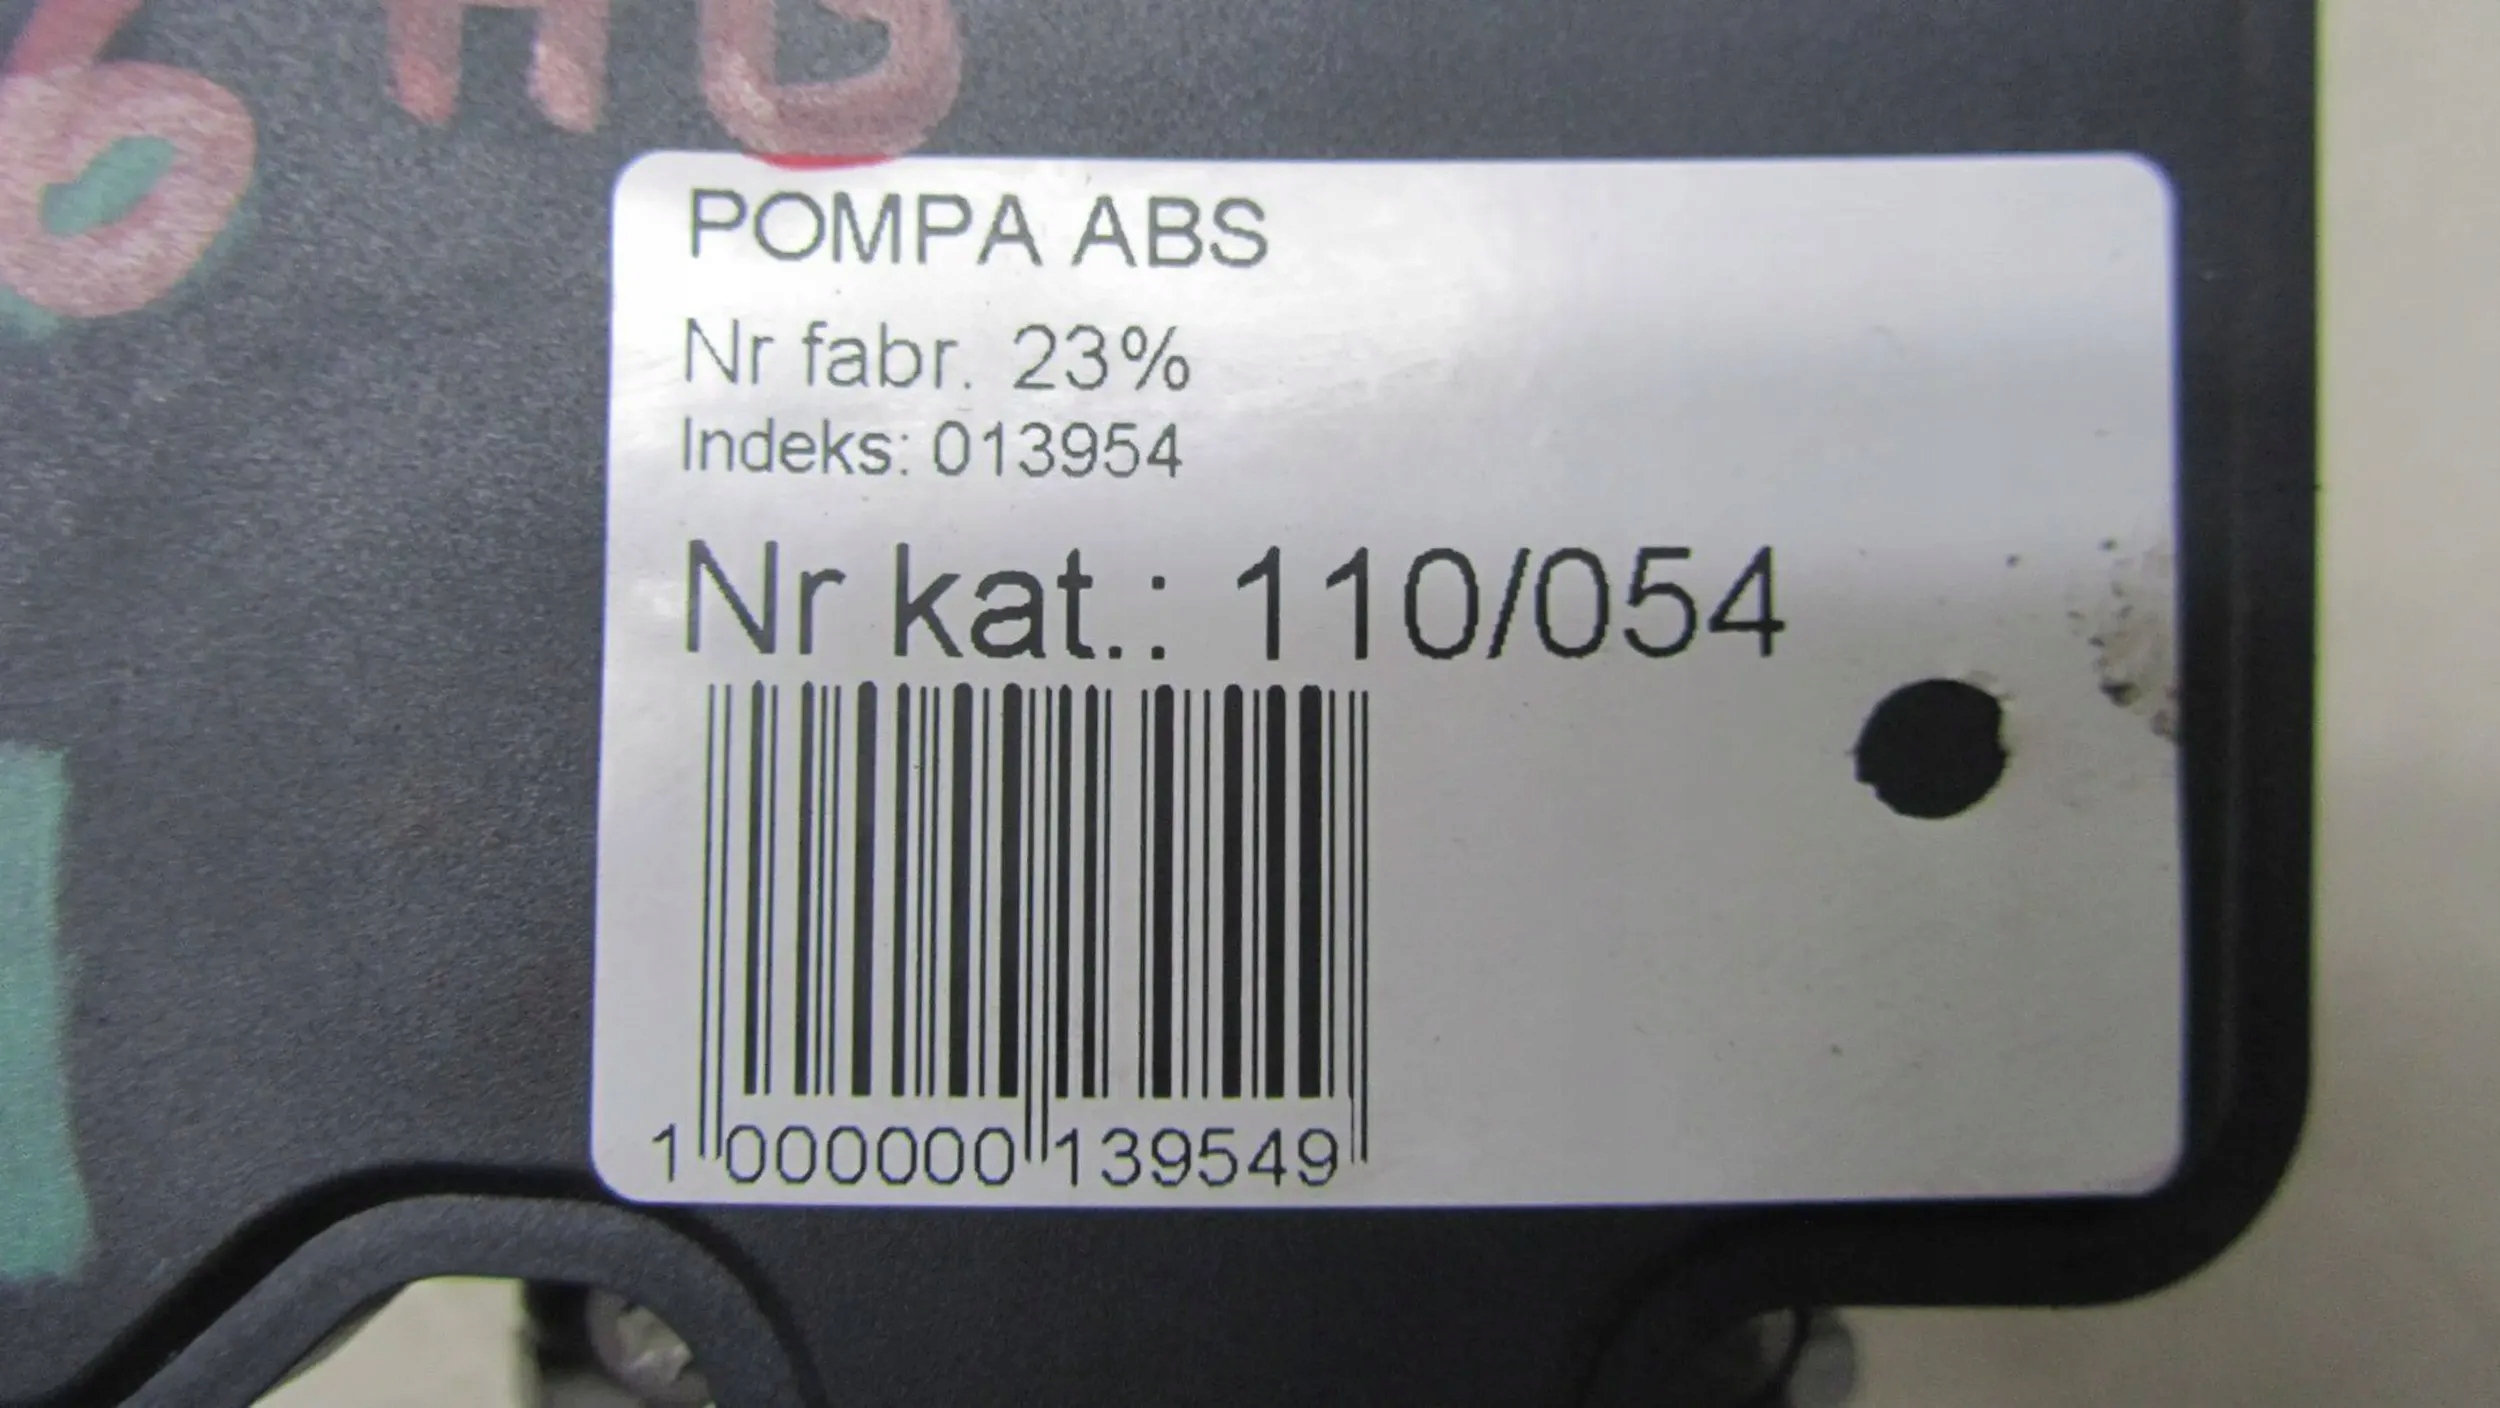 POMPA ABS
Nr fabr. 23%
Indeks: 013954
Nr kat.: 110/054
1 000000 139549